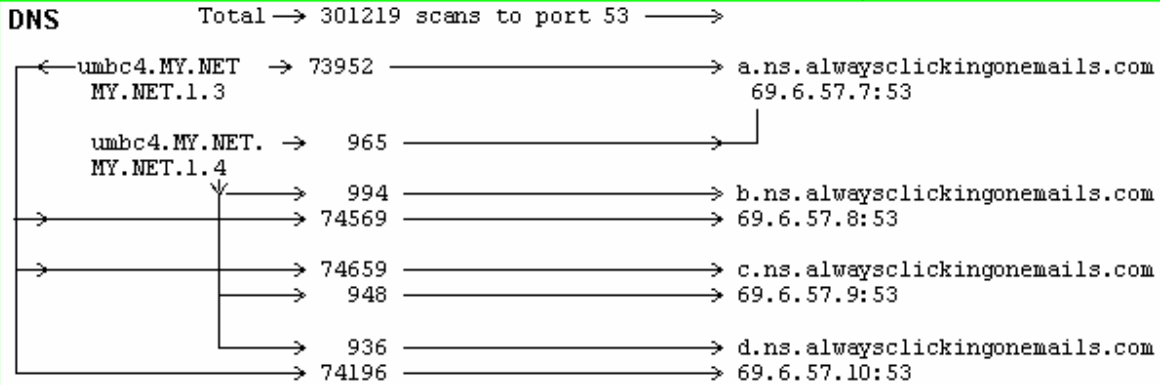 DNS Total 301219 scans to port 53
umbc4.MY.NET 73952 a.ns.alwaysclickingonemails.com
MY.NET.1.3 69.6.57.7:53
umbc4.MY.NET. 965
MY.NET.1.4
994 b.ns.alwaysclickingonemails.com
74569 69.6.57.8:53
74659 c.ns.alwaysclickingonemails.com
948 69.6.57.9:53
936 d.ns.alwaysclickingonemails.com
74196 69.6.57.10:53